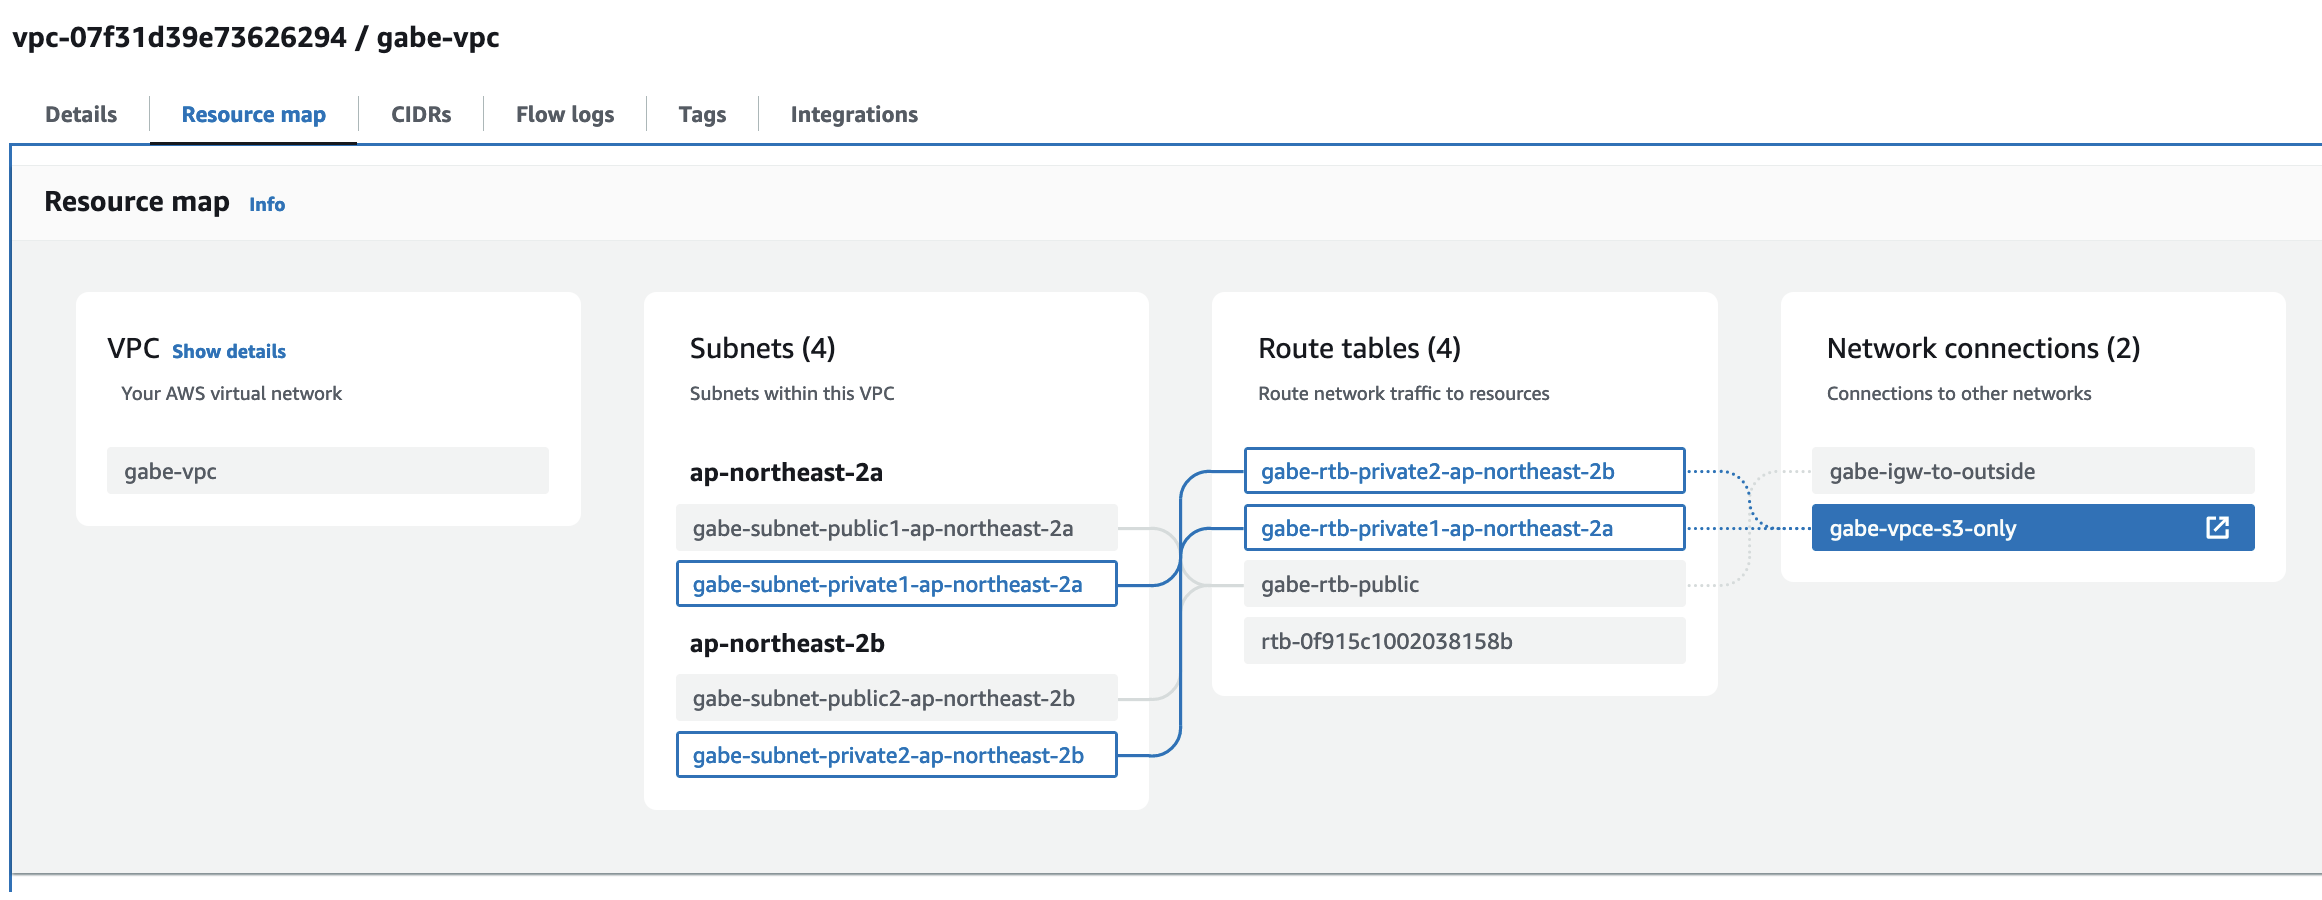 vpc-07f31d39e73626294 / gabe-vpc
Details
Resource map
CIDRs
Flow logs
Tags
Integrations
Resource map Info
VPC Show details
Your AWS virtual network
gabe-vpc
Subnets (4)
Subnets within this VPC
ap-northeast-2a
gabe-subnet-public1-ap-northeast-2a
gabe-subnet-private1-ap-northeast-2a
ap-northeast-2b
gabe-subnet-public2-ap-northeast-2b
gabe-subnet-private2-ap-northeast-2b
Route tables (4)
Route network traffic to resources
gabe-rtb-private2-ap-northeast-2b
gabe-rtb-private1-ap-northeast-2a
gabe-rtb-public
rtb-0f915c1002038158b
Network connections (2)
Connections to other networks
gabe-igw-to-outside
gabe-vpce-s3-only